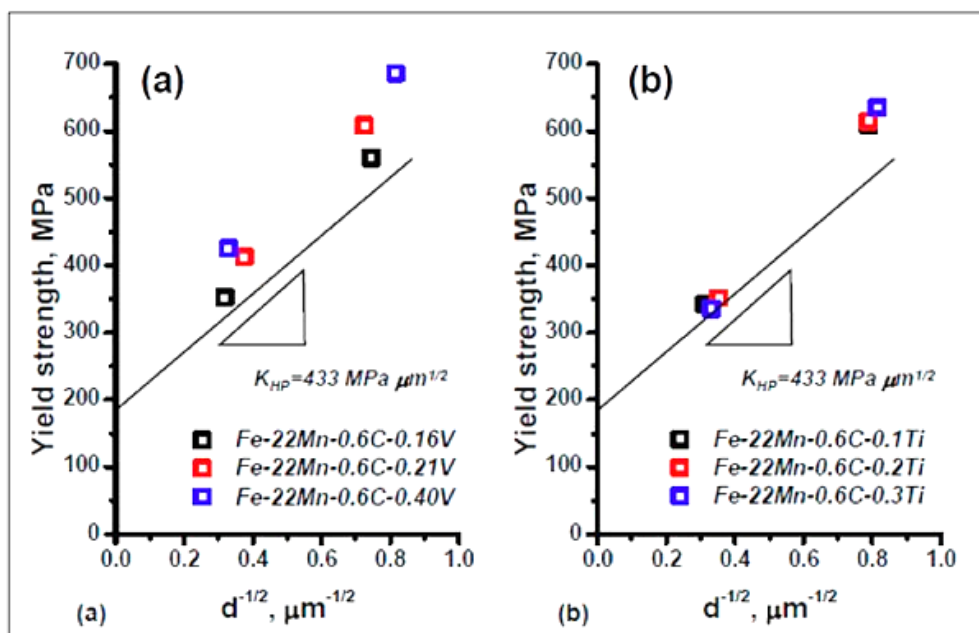 (a)
700
600
500
400
300
200
100
0
Yield strength, MPa
K_HP=433 MPa μm^1/2
Fe-22Mn-0.6C-0.16V
Fe-22Mn-0.6C-0.21V
Fe-22Mn-0.6C-0.40V
0.0 0.2 0.4 0.6 0.8 1.0
(a) d^-1/2, μm^-1/2
(b)
700
600
500
400
300
200
100
0
Yield strength, MPa
K_HP=433 MPa μm^1/2
Fe-22Mn-0.6C-0.1Ti
Fe-22Mn-0.6C-0.2Ti
Fe-22Mn-0.6C-0.3Ti
0.0 0.2 0.4 0.6 0.8 1.0
(b) d^-1/2, μm^-1/2